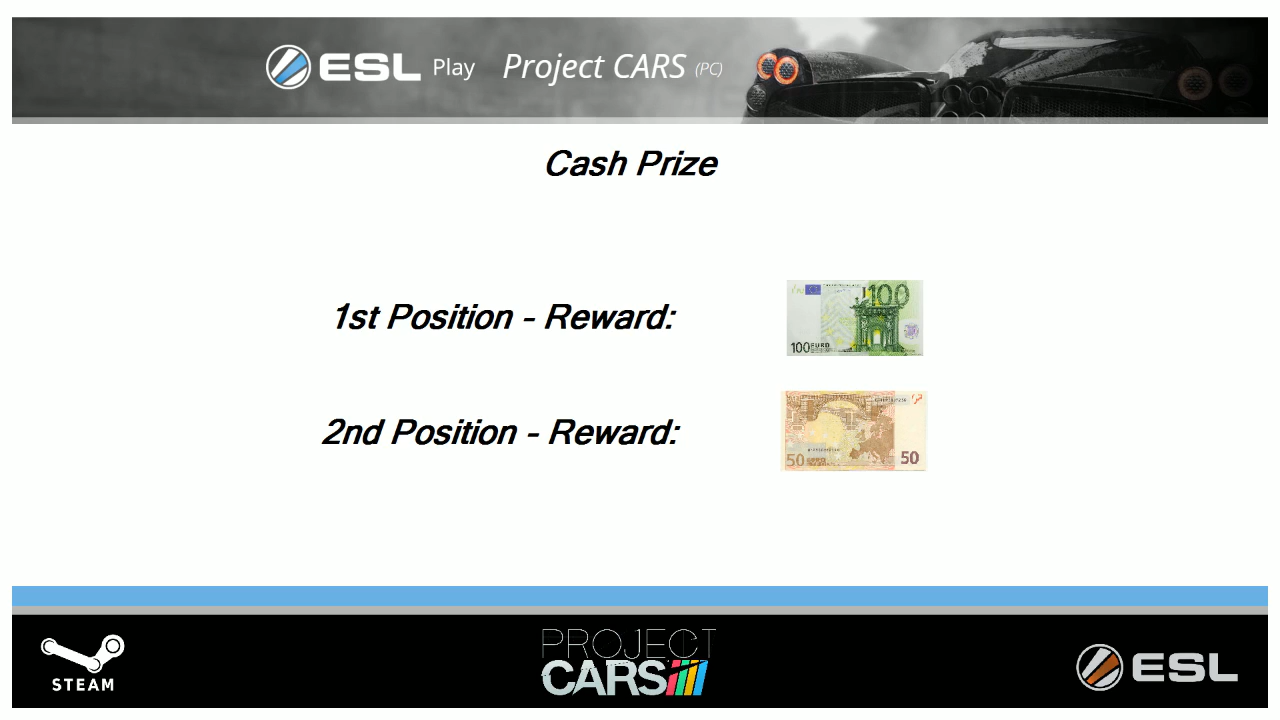 ESL Play Project CARS (PC)
Cash Prize
1st Position - Reward:
100
100 EURO
2nd Position - Reward:
50
50
STEAM
PROJECT
CARS
ESL